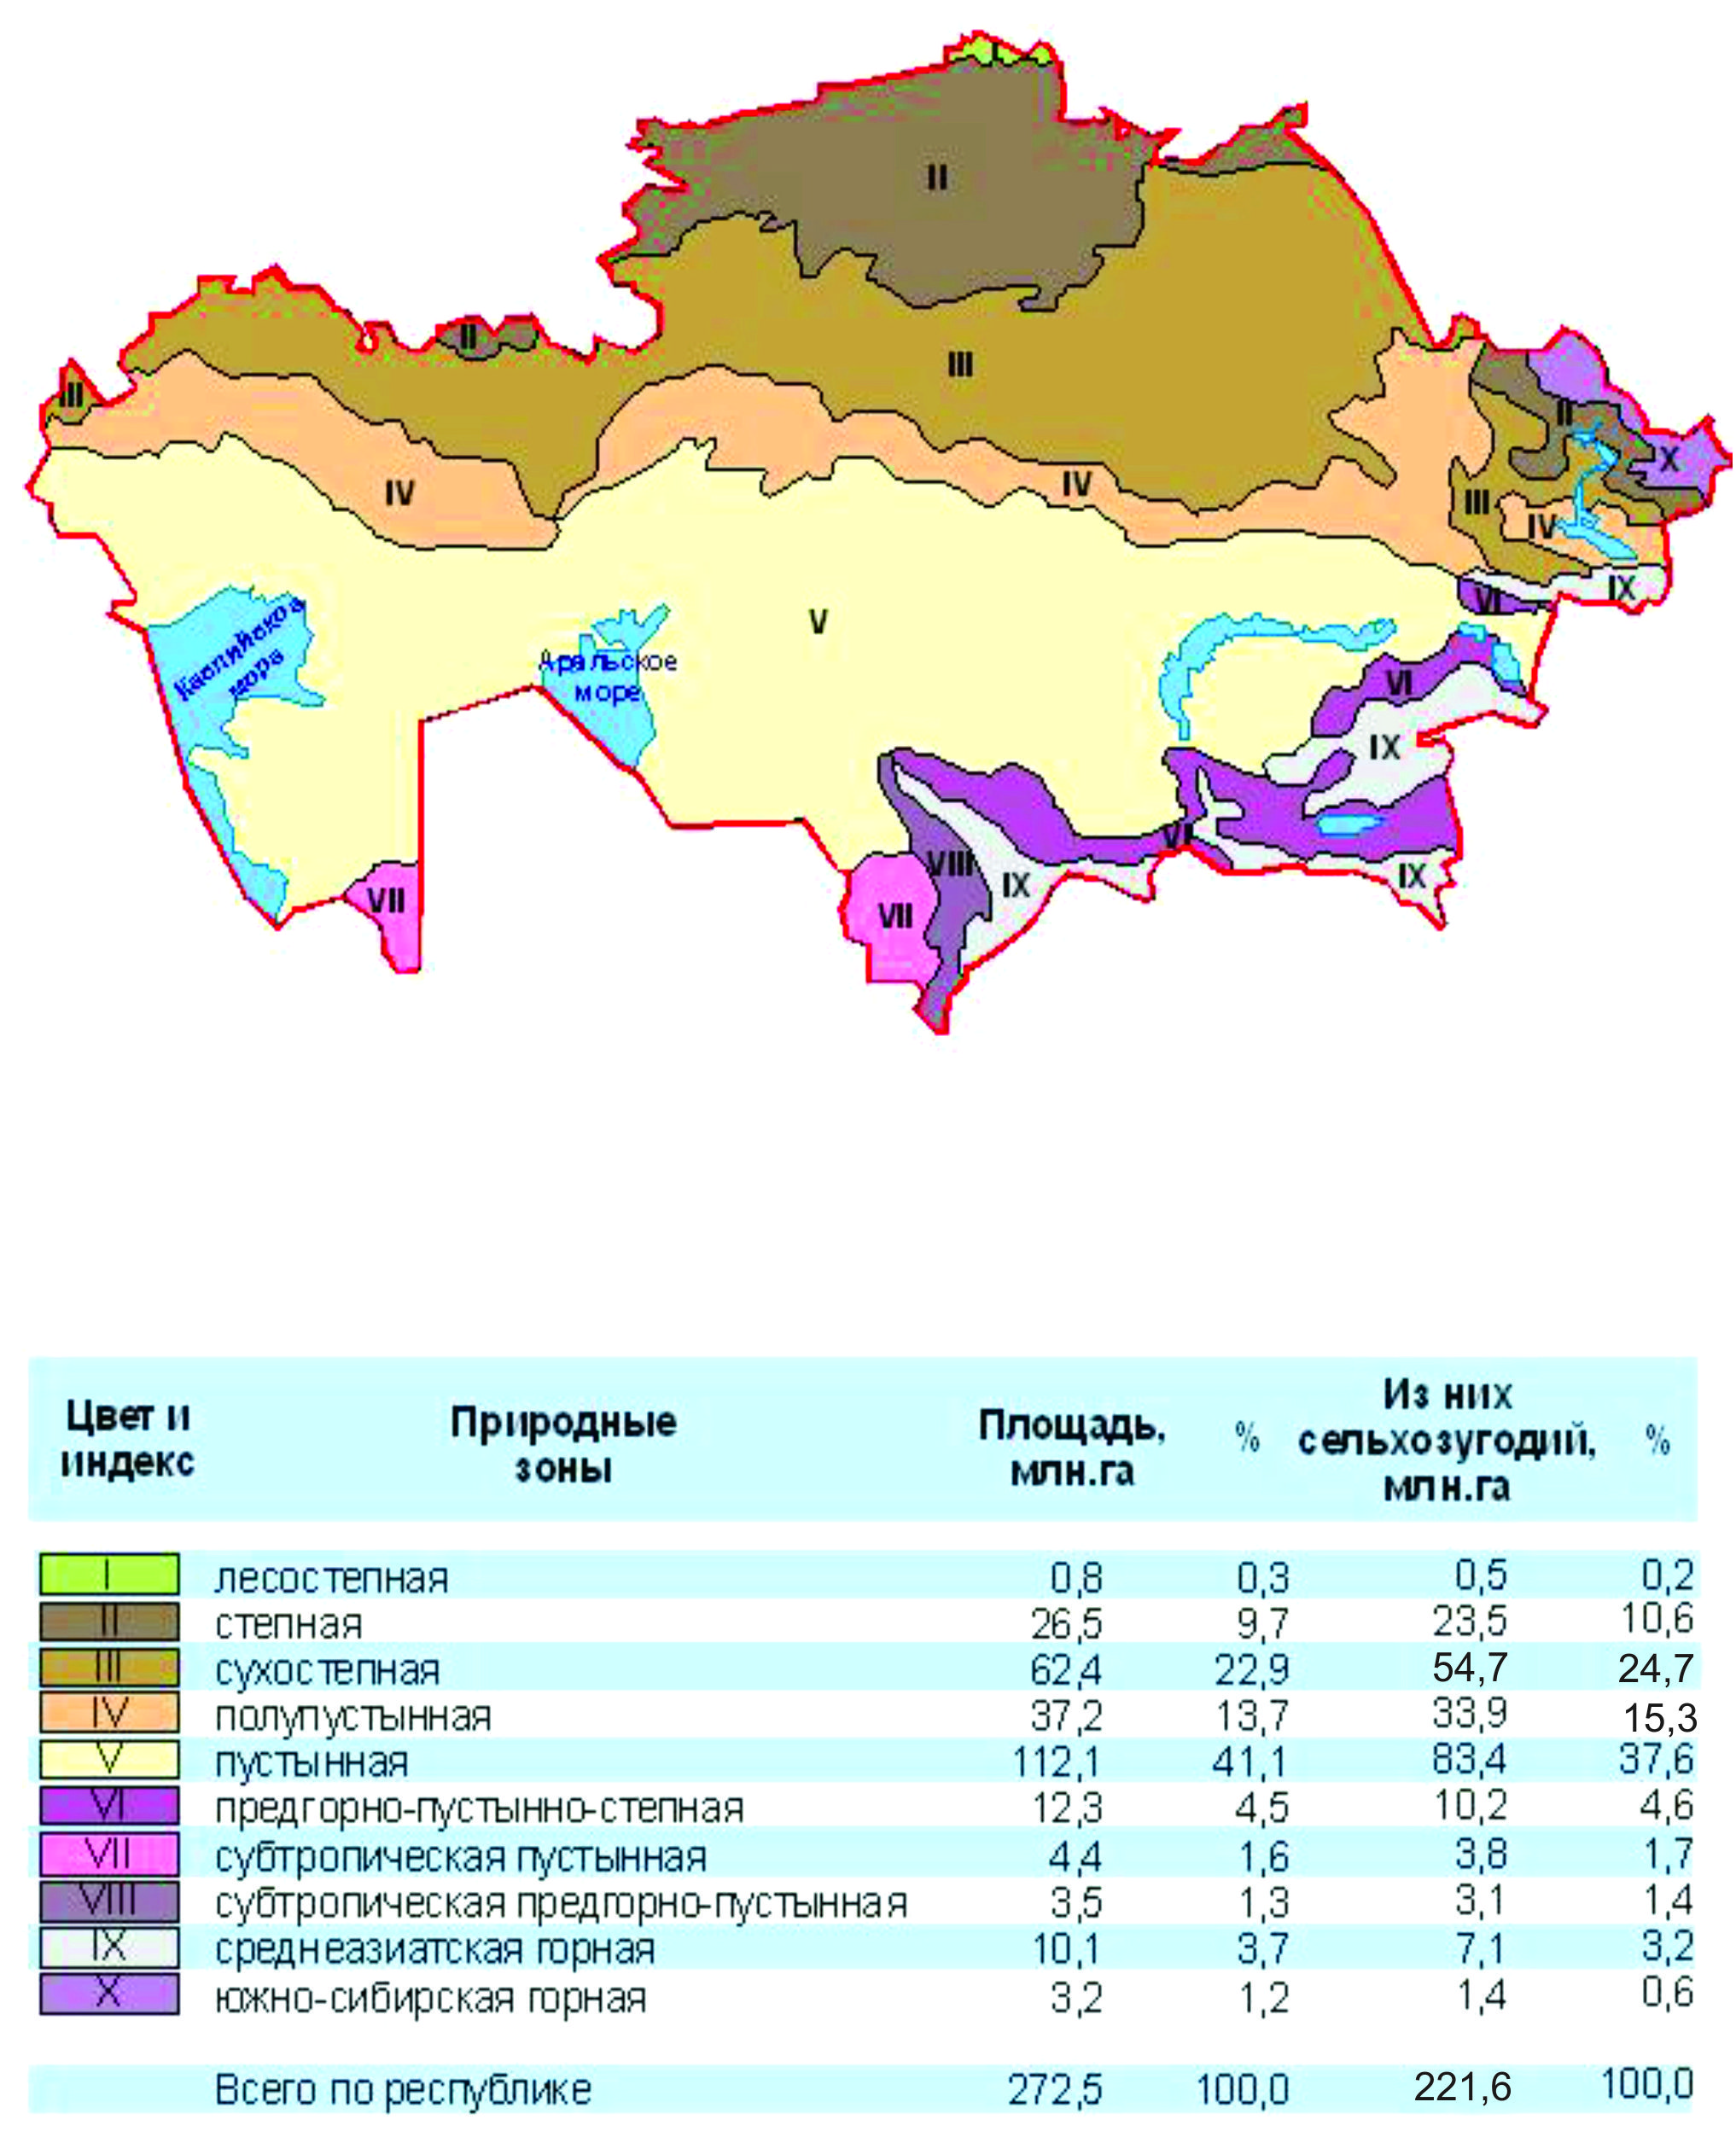 I
II
II
III
III
IV
IV
II
X
III
IV
IX
VI
Каспийское
море
Аральское
море
V
VI
IX
VI
VIII
IX
IX
VII
VII
Цвет и индекс
Природные зоны
Площадь, млн.га
%
Из них сельхозугодий, млн.га
%
I лесостепная 0,8 0,3 0,5 0,2
II степная 26,5 9,7 23,5 10,6
III сухостепная 62,4 22,9 54,7 24,7
IV полупустынная 37,2 13,7 33,9 15,3
V пустынная 112,1 41,1 83,4 37,6
VI предгорно-пустынно-степная 12,3 4,5 10,2 4,6
VII субтропическая пустынная 4,4 1,6 3,8 1,7
VIII субтропическая предгорно-пустынная 3,5 1,3 3,1 1,4
IX среднеазиатская горная 10,1 3,7 7,1 3,2
X южно-сибирская горная 3,2 1,2 1,4 0,6
Всего по республике 272,5 100,0 221,6 100,0